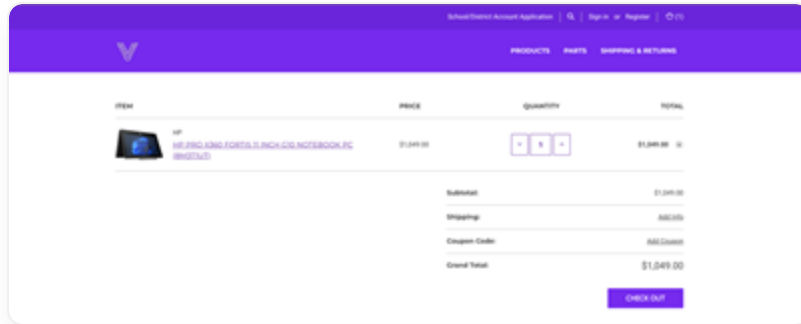 School/District Account Application Sign in or Register (1)
PRODUCTS PARTS SHIPPING & RETURNS
ITEM PRICE QUANTITY TOTAL
HP
HP PRO X360 FORTIS 11 INCH G10 NOTEBOOK PC
$1,049.00 1 $1,049.00
Subtotal: $1,049.00
Shipping: Add Info
Coupon Code: Add Coupon
Grand Total: $1,049.00
CHECK OUT